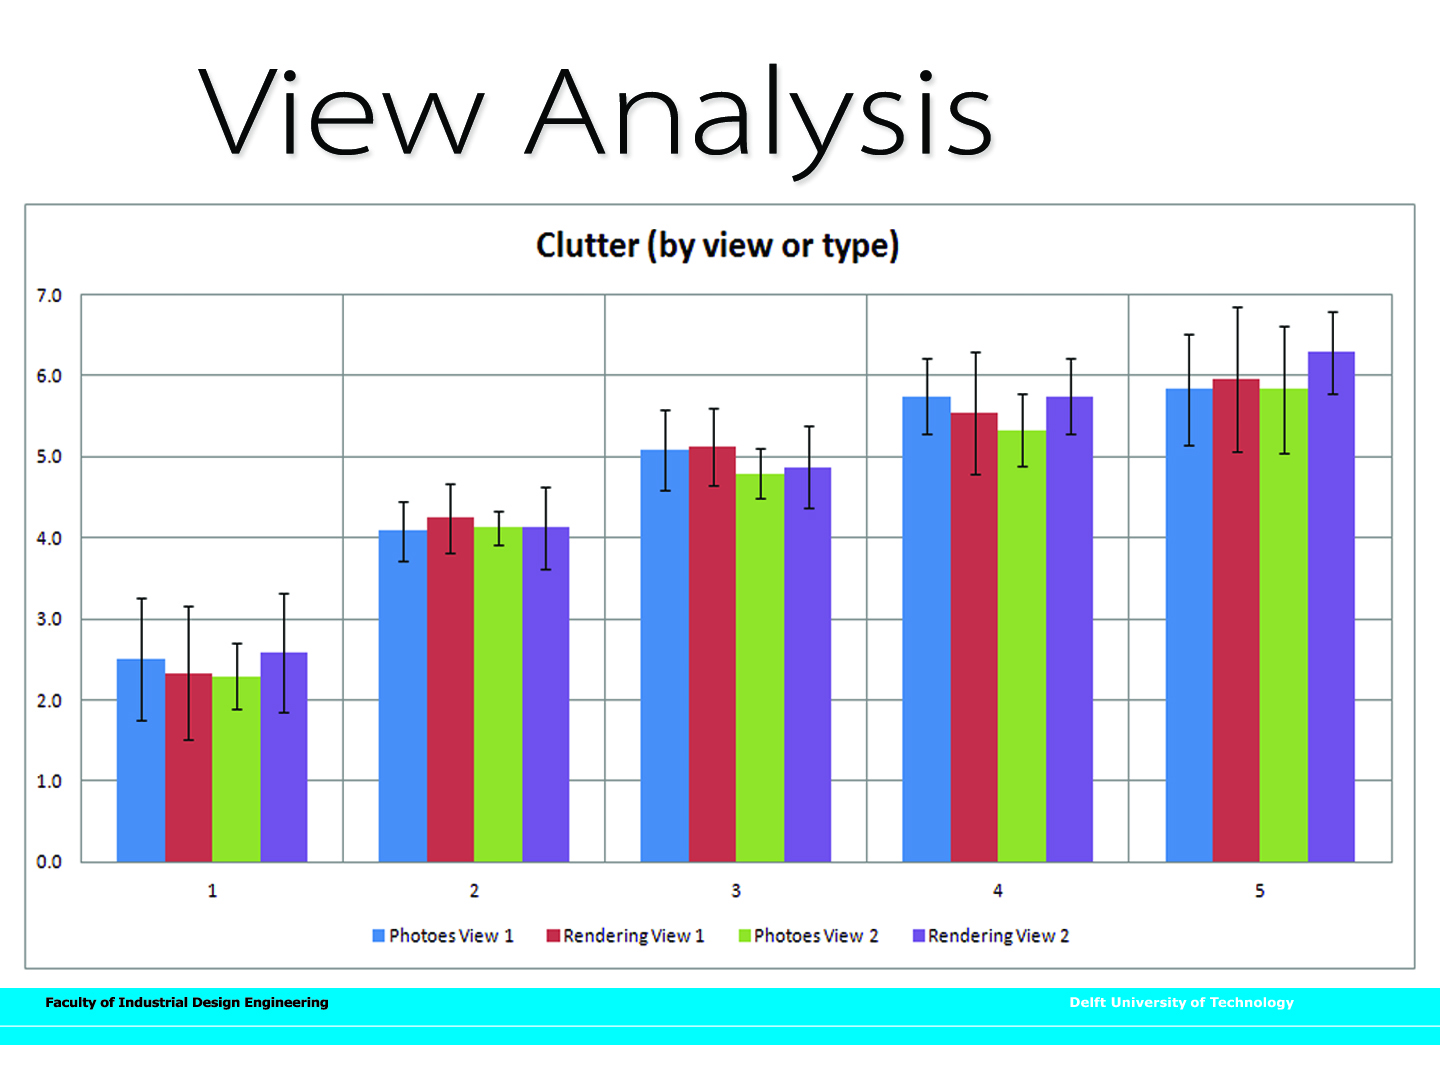 View Analysis
Clutter (by view or type)
7.0
6.0
5.0
4.0
3.0
2.0
1.0
0.0
1 2 3 4 5
Photoes View 1 Rendering View 1 Photoes View 2 Rendering View 2
Faculty of Industrial Design Engineering Delft University of Technology